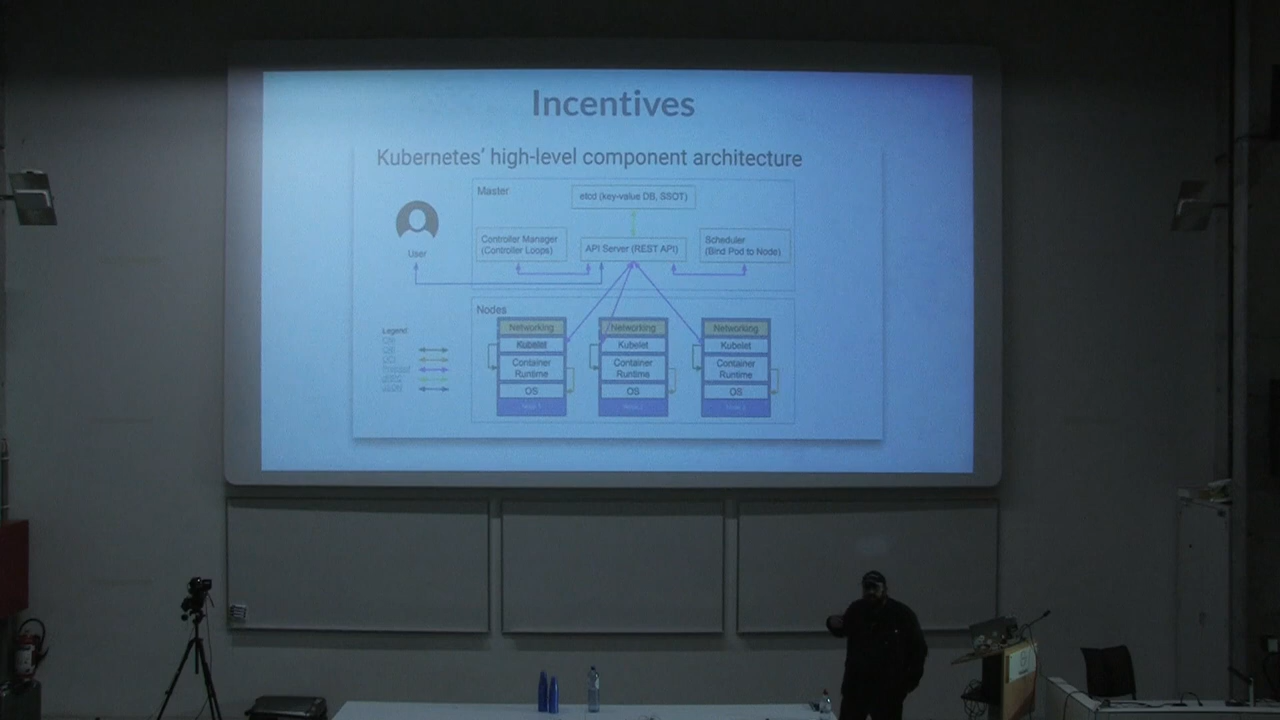 Incentives
Kubernetes' high-level component architecture
Master
etcd (key-value DB, SSOT)
User
Controller Manager
(Controller Loops)
API Server (REST API)
Scheduler
(Bind Pod to Node)
Nodes
Legend:
Networking
Kubelet
Container
Runtime
OS
Networking
Kubelet
Container
Runtime
OS
Networking
Kubelet
Container
Runtime
OS